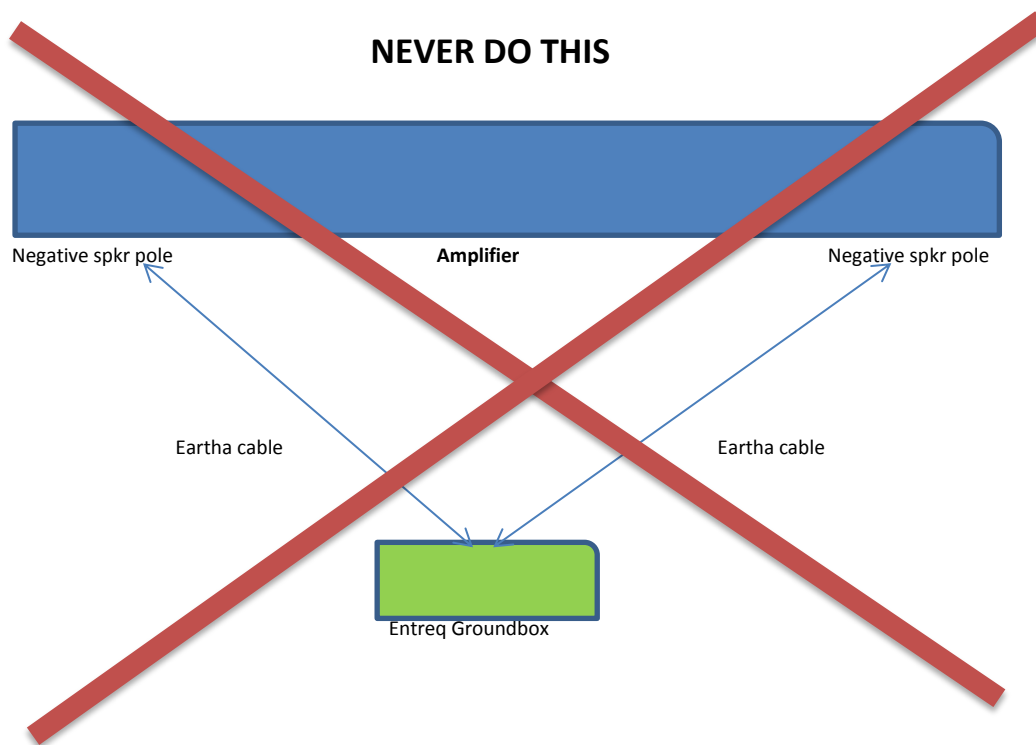 NEVER DO THIS
Negative spkr pole
Amplifier
Negative spkr pole
Eartha cable
Eartha cable
Entreq Groundbox